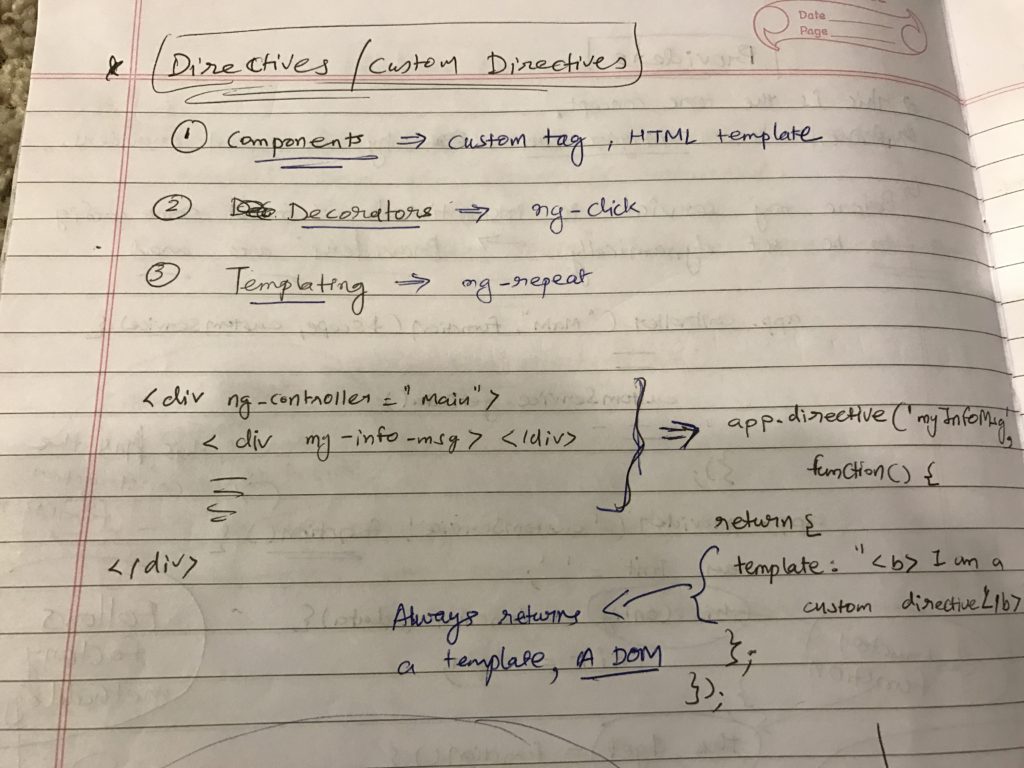 Date
Page
* Directives / Custom Directives
① Components ⇒ custom tag, HTML template
② Decorators ⇒ ng-click
③ Templating ⇒ ng-repeat
<div ng-controller = "main">
< div my-info-msg> </div>
</div>
⇒ app.directive('myInfoMsg',
function() {
return {
template: "<b> I am a
custom directive</b>
};
});
Always returns
a template, A DOM